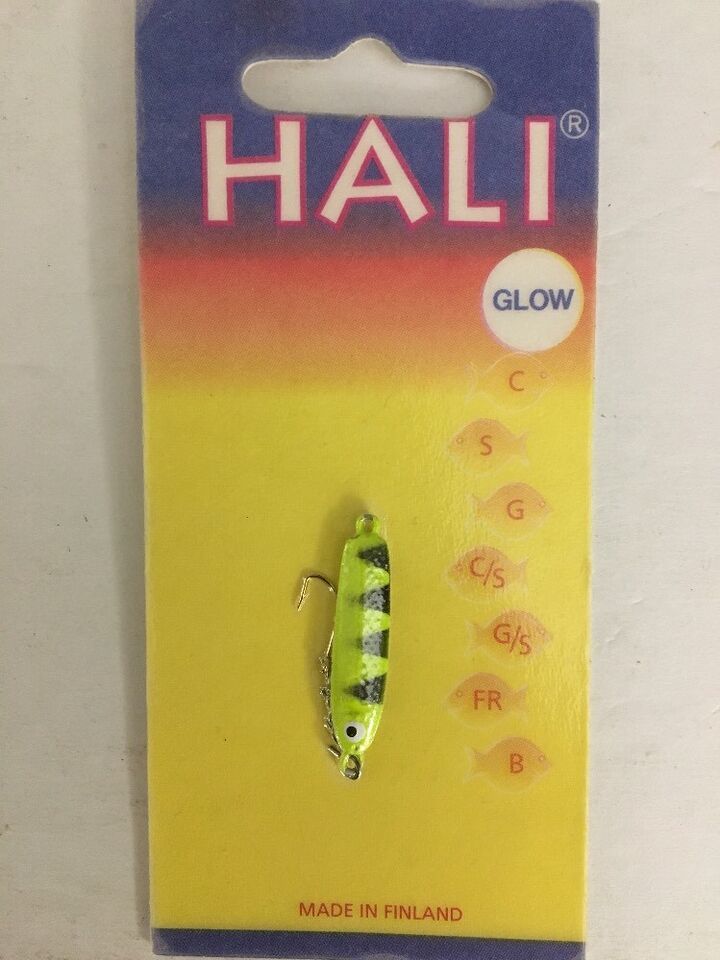 HALI®
GLOW
C
S
G
C/S
G/S
FR
B
MADE IN FINLAND